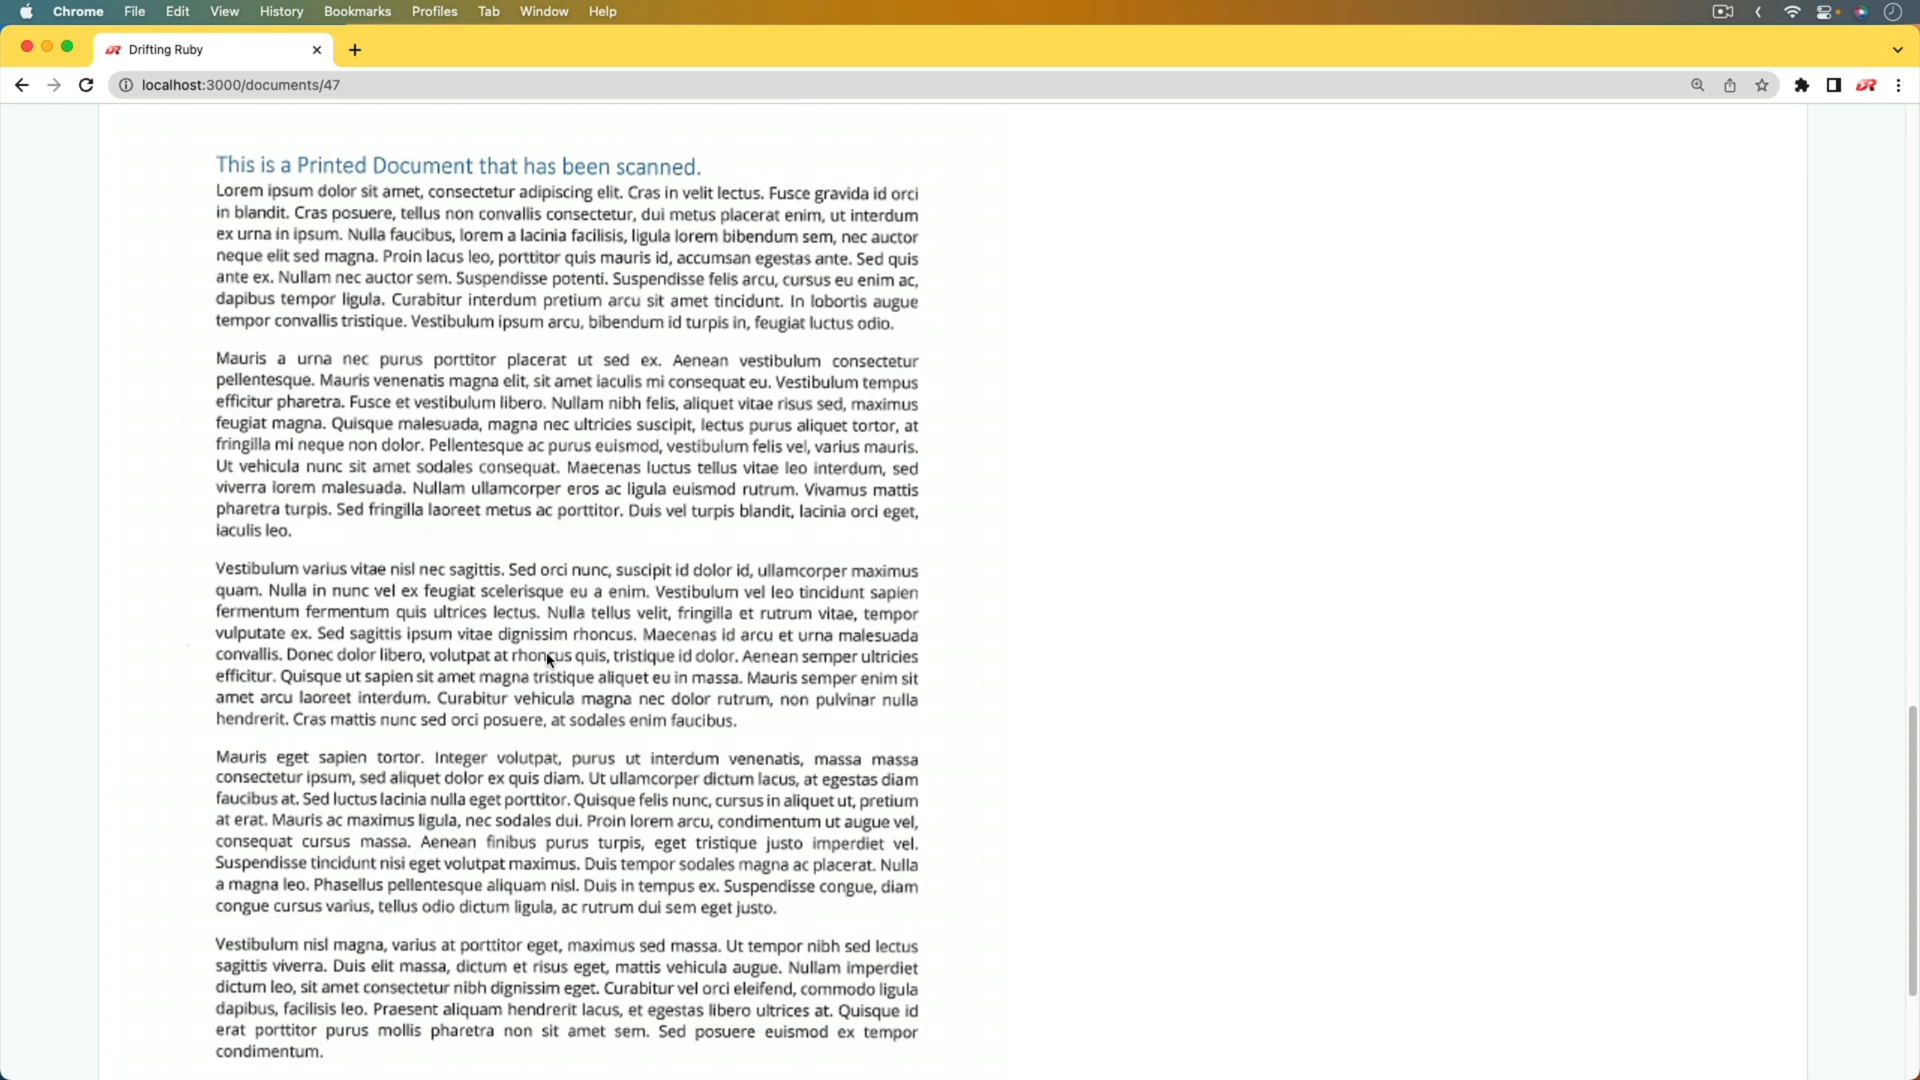 Chrome File Edit View History Bookmarks Profiles Tab Window Help
Drifting Ruby
localhost:3000/documents/47
This is a Printed Document that has been scanned.
Lorem ipsum dolor sit amet, consectetur adipiscing elit. Cras in velit lectus. Fusce gravida id orci
in blandit. Cras posuere, tellus non convallis consectetur, dui metus placerat enim, ut interdum
ex urna in ipsum. Nulla faucibus, lorem a lacinia facilisis, ligula lorem bibendum sem, nec auctor
neque elit sed magna. Proin lacus leo, porttitor quis mauris id, accumsan egestas ante. Sed quis
ante ex. Nullam nec auctor sem. Suspendisse potenti. Suspendisse felis arcu, cursus eu enim ac,
dapibus tempor ligula. Curabitur interdum pretium arcu sit amet tincidunt. In lobortis augue
tempor convallis tristique. Vestibulum ipsum arcu, bibendum id turpis in, feugiat luctus odio.
Mauris a urna nec purus porttitor placerat ut sed ex. Aenean vestibulum consectetur
pellentesque. Mauris venenatis magna elit, sit amet iaculis mi consequat eu. Vestibulum tempus
efficitur pharetra. Fusce et vestibulum libero. Nullam nibh felis, aliquet vitae risus sed, maximus
feugiat magna. Quisque malesuada, magna nec ultricies suscipit, lectus purus aliquet tortor, at
fringilla mi neque non dolor. Pellentesque ac purus euismod, vestibulum felis vel, varius mauris.
Ut vehicula nunc sit amet sodales consequat. Maecenas luctus tellus vitae leo interdum, sed
viverra lorem malesuada. Nullam ullamcorper eros ac ligula euismod rutrum. Vivamus mattis
pharetra turpis. Sed fringilla laoreet metus ac porttitor. Duis vel turpis blandit, lacinia orci eget,
iaculis leo.
Vestibulum varius vitae nisl nec sagittis. Sed orci nunc, suscipit id dolor id, ullamcorper maximus
quam. Nulla in nunc vel ex feugiat scelerisque eu a enim. Vestibulum vel leo tincidunt sapien
fermentum fermentum quis ultrices lectus. Nulla tellus velit, fringilla et rutrum vitae, tempor
vulputate ex. Sed sagittis ipsum vitae dignissim rhoncus. Maecenas id arcu et urna malesuada
convallis. Donec dolor libero, volutpat at rhoncus quis, tristique id dolor. Aenean semper ultricies
efficitur. Quisque ut sapien sit amet magna tristique aliquet eu in massa. Mauris semper enim sit
amet arcu laoreet interdum. Curabitur vehicula magna nec dolor rutrum, non pulvinar nulla
hendrerit. Cras mattis nunc sed orci posuere, at sodales enim faucibus.
Mauris eget sapien tortor. Integer volutpat, purus ut interdum venenatis, massa massa
consectetur ipsum, sed aliquet dolor ex quis diam. Ut ullamcorper dictum lacus, at egestas diam
faucibus at. Sed luctus lacinia nulla eget porttitor. Quisque felis nunc, cursus in aliquet ut, pretium
at erat. Mauris ac maximus ligula, nec sodales dui. Proin lorem arcu, condimentum ut augue vel,
consequat cursus massa. Aenean finibus purus turpis, eget tristique justo imperdiet vel.
Suspendisse tincidunt nisi eget volutpat maximus. Duis tempor sodales magna ac placerat. Nulla
a magna leo. Phasellus pellentesque aliquam nisl. Duis in tempus ex. Suspendisse congue, diam
congue cursus varius, tellus odio dictum ligula, ac rutrum dui sem eget justo.
Vestibulum nisl magna, varius at porttitor eget, maximus sed massa. Ut tempor nibh sed lectus
sagittis viverra. Duis elit massa, dictum et risus eget, mattis vehicula augue. Nullam imperdiet
dictum leo, sit amet consectetur nibh dignissim eget. Curabitur vel orci eleifend, commodo ligula
dapibus, facilisis leo. Praesent aliquam hendrerit lacus, et egestas libero ultrices at. Quisque id
erat porttitor purus mollis pharetra non sit amet sem. Sed posuere euismod ex tempor
condimentum.